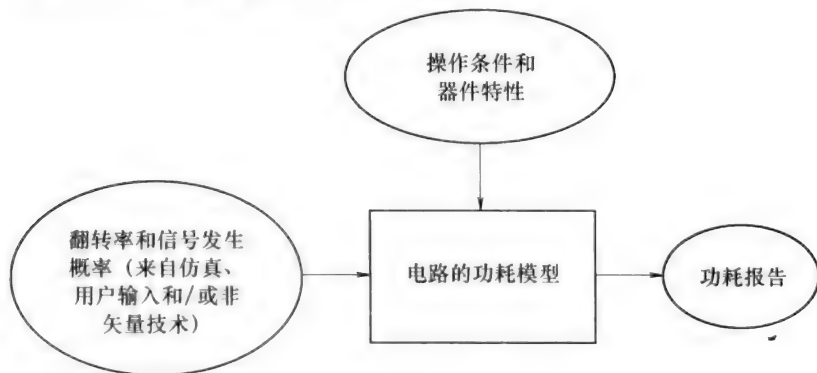 操作条件和
器件特性
翻转率和信号发生
概率（来自仿真、
用户输入和/或非
矢量技术）
电路的功耗模型
功耗报告